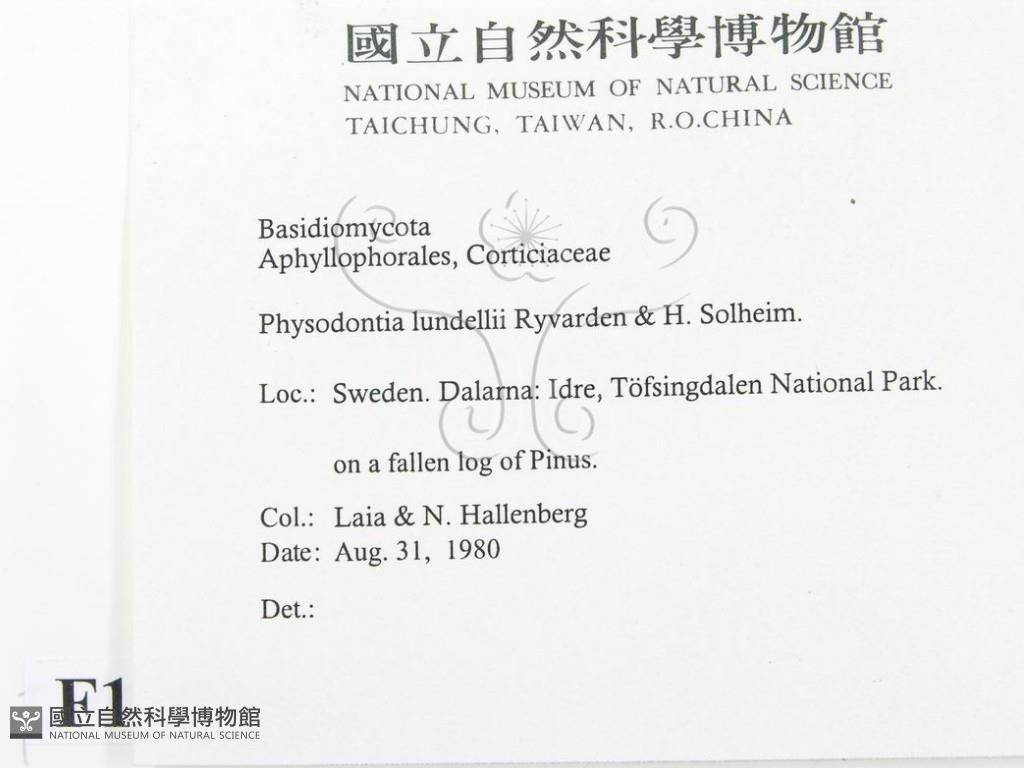 國立自然科學博物館
NATIONAL MUSEUM OF NATURAL SCIENCE
TAICHUNG, TAIWAN, R.O.CHINA
Basidiomycota
Aphyllophorales, Corticiaceae
Physodontia lundellii Ryvarden & H. Solheim.
Loc.: Sweden. Dalarna: Idre, Töfsingdalen National Park.
on a fallen log of Pinus.
Col.: Laia & N. Hallenberg
Date: Aug. 31, 1980
Det.:
F1
國立自然科學博物館
NATIONAL MUSEUM OF NATURAL SCIENCE